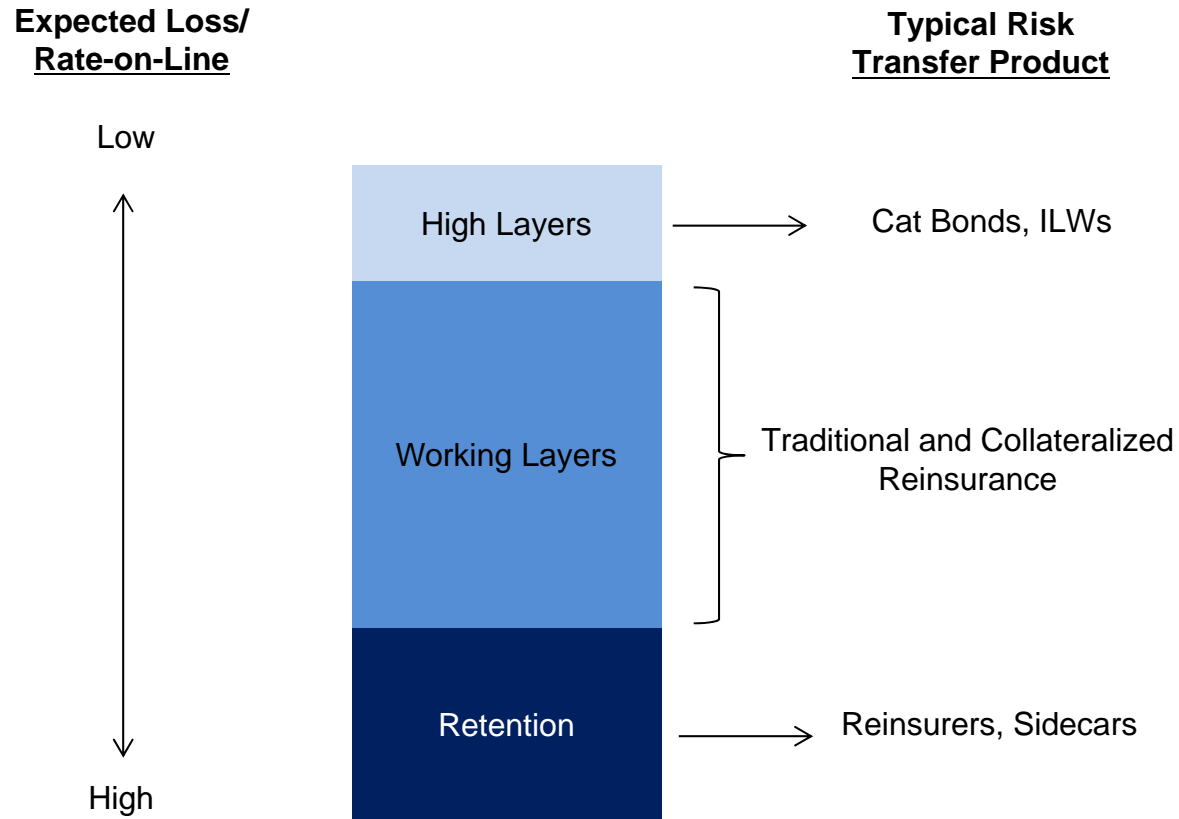 Expected Loss/
Rate-on-Line
Typical Risk
Transfer Product
Low
High Layers
Cat Bonds, ILWs
Working Layers
Traditional and Collateralized
Reinsurance
Retention
Reinsurers, Sidecars
High